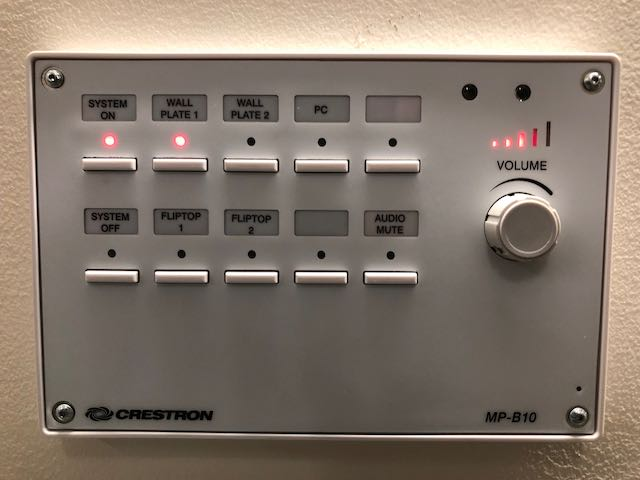 SYSTEM
ON
WALL
PLATE 1
WALL
PLATE 2
PC
VOLUME
SYSTEM
OFF
FLIPTOP
1
FLIPTOP
2
AUDIO
MUTE
CRESTRON
MP-B10